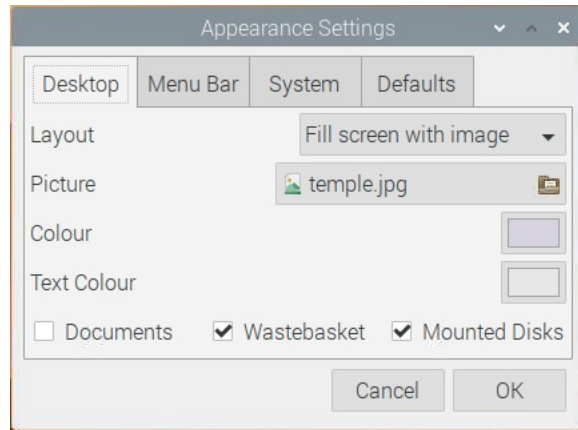 Appearance Settings
Desktop Menu Bar System Defaults
Layout Fill screen with image
Picture temple.jpg
Colour
Text Colour
Documents Wastebasket Mounted Disks
Cancel OK